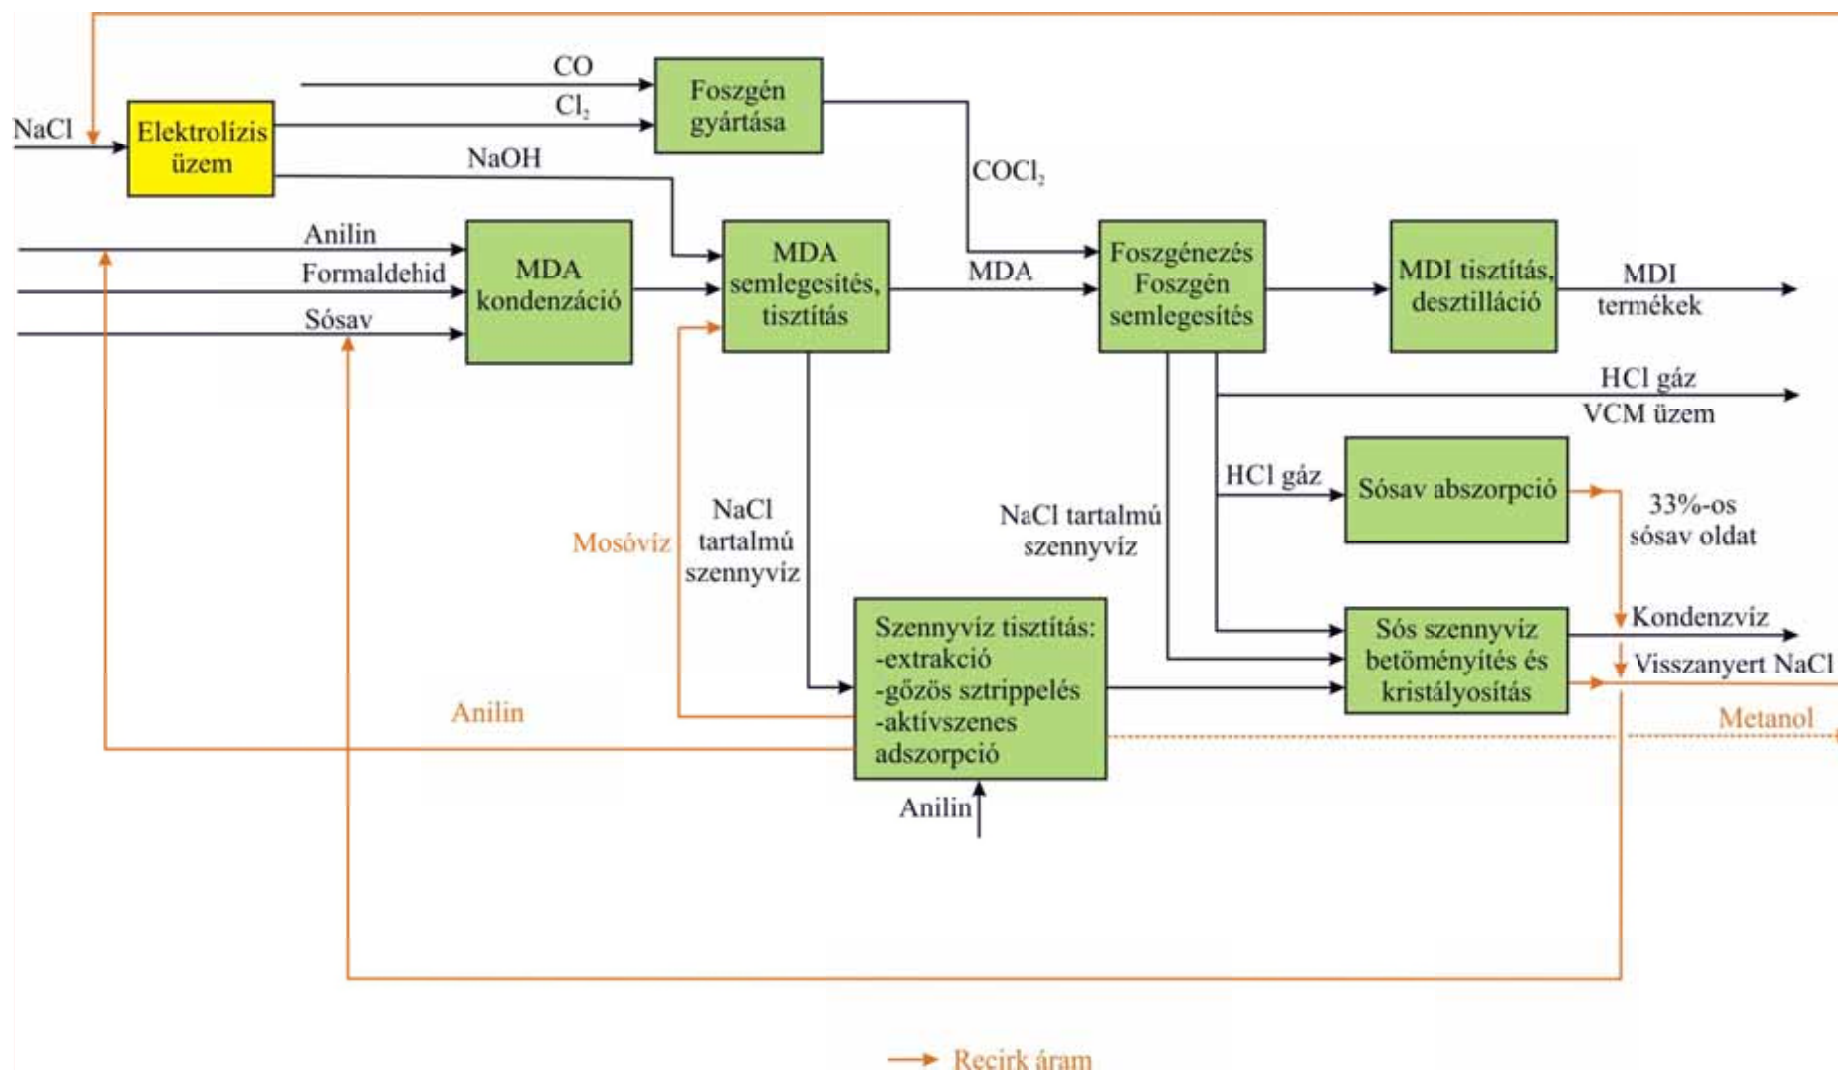 CO
Cl₂
NaCl
Elektrolízis
üzem
Foszgén
gyártása
NaOH
COCl₂
Anilin
Formaldehid
Sósav
MDA
kondenzáció
MDA
semlegesítés,
tisztítás
MDA
Foszgénezés
Foszgén
semlegesítés
MDI tisztítás,
desztilláció
MDI
termékek
HCl gáz
VCM üzem
HCl gáz
Sósav abszorpció
33%-os
sósav oldat
Mosóvíz
NaCl
tartalmú
szennyvíz
NaCl tartalmú
szennyvíz
Szennyvíz tisztítás:
-extrakció
-gőzös sztrippelés
-aktívszenes
adszorpció
Sós szennyvíz
betöményítés és
kristályosítás
Kondenzvíz
Visszanyert NaCl
Anilin
Metanol
Anilin
Recirk áram